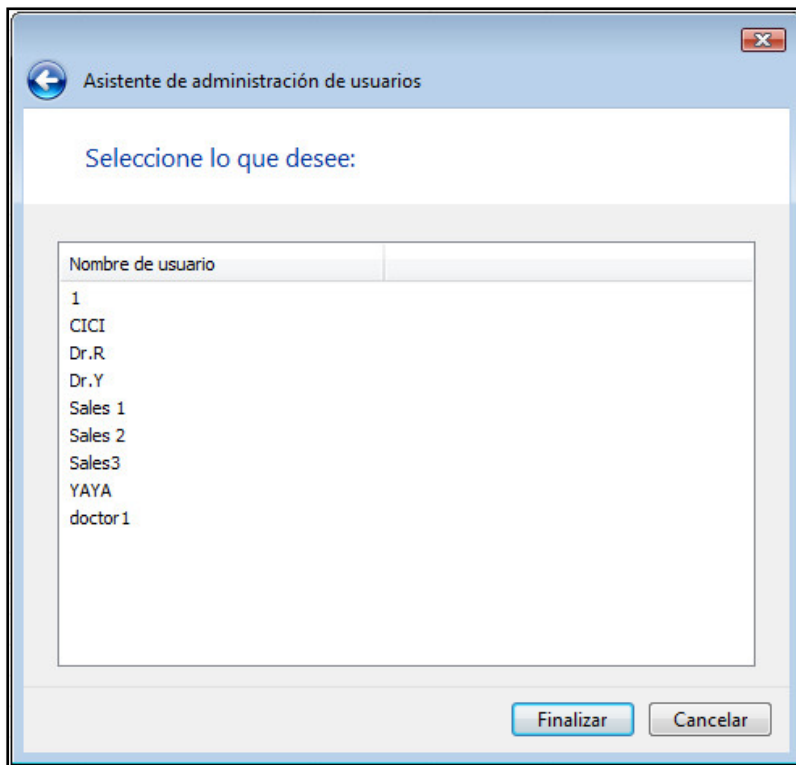 Asistente de administración de usuarios
Seleccione lo que desee:
Nombre de usuario
1
CICI
Dr.R
Dr.Y
Sales 1
Sales 2
Sales3
YAYA
doctor1
Finalizar Cancelar